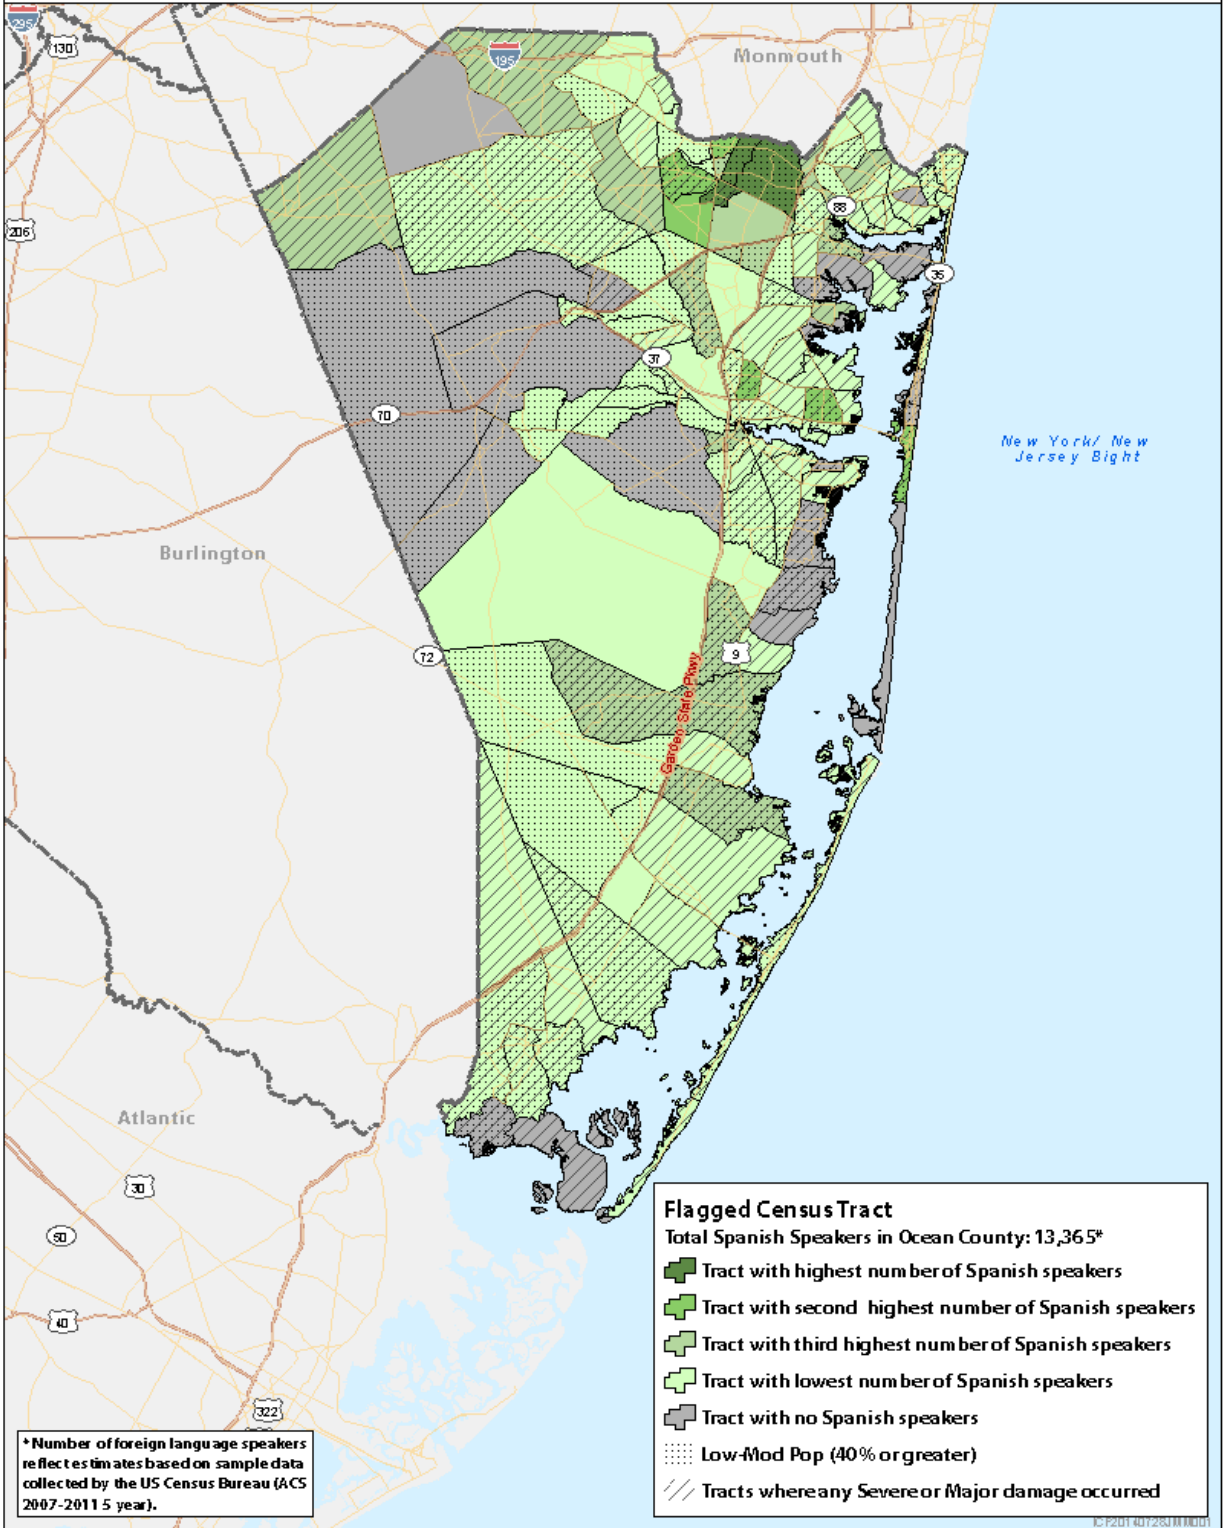 295
130
195
Monmouth
88
206
35
37
70
New York/ New
Jersey Bight
Burlington
72
9
Garden State Pkwy
Atlantic
30
50
40
322
Flagged Census Tract
Total Spanish Speakers in Ocean County: 13,365*
Tract with highest number of Spanish speakers
Tract with second highest number of Spanish speakers
Tract with third highest number of Spanish speakers
Tract with lowest number of Spanish speakers
Tract with no Spanish speakers
Low-Mod Pop (40% or greater)
Tracts where any Severe or Major damage occurred
*Number of foreign language speakers
reflect estimates based on sample data
collected by the US Census Bureau (ACS
2007-2011 5 year).